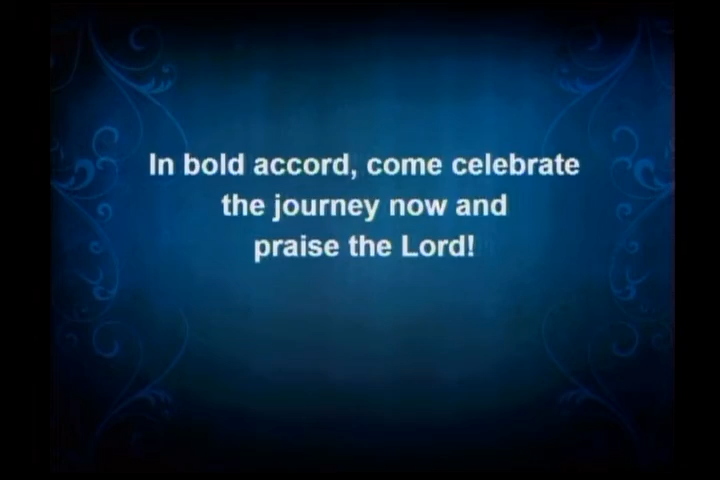 In bold accord, come celebrate
the journey now and
praise the Lord!